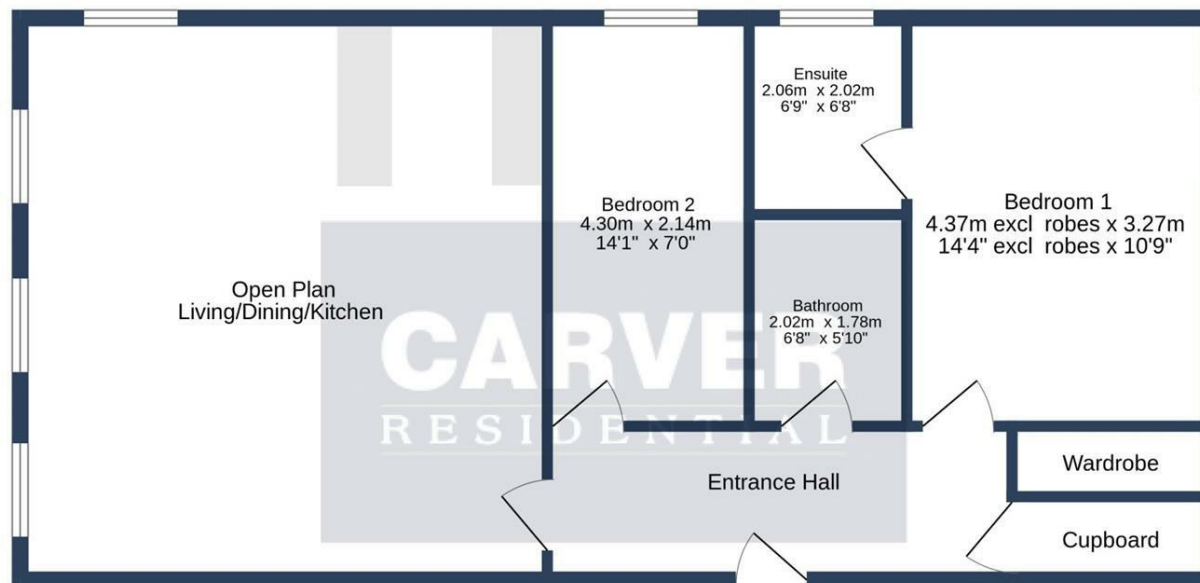 Ensuite
2.06m x 2.02m
6'9" x 6'8"
Bedroom 2
4.30m x 2.14m
14'1" x 7'0"
Bedroom 1
4.37m excl robes x 3.27m
14'4" excl robes x 10'9"
Open Plan
Living/Dining/Kitchen
Bathroom
2.02m x 1.78m
6'8" x 5'10"
CARVER
RESIDENTIAL
Entrance Hall
Wardrobe
Cupboard